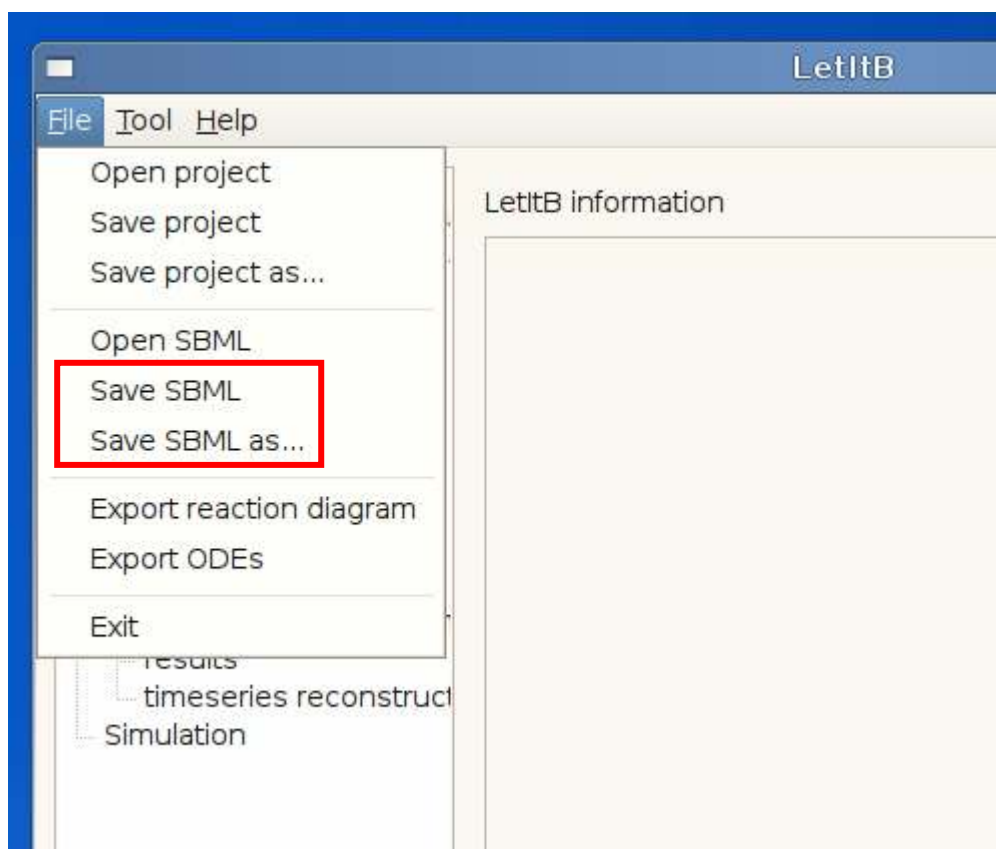 LetItB
File Tool Help
Open project
Save project
Save project as...
Open SBML
Save SBML
Save SBML as...
Export reaction diagram
Export ODEs
Exit
LetItB information
results
timeseries reconstruct
Simulation